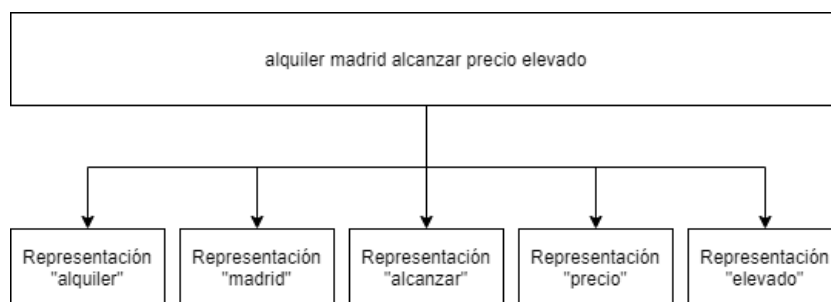 alquiler madrid alcanzar precio elevado
Representación
"alquiler"
Representación
"madrid"
Representación
"alcanzar"
Representación
"precio"
Representación
"elevado"